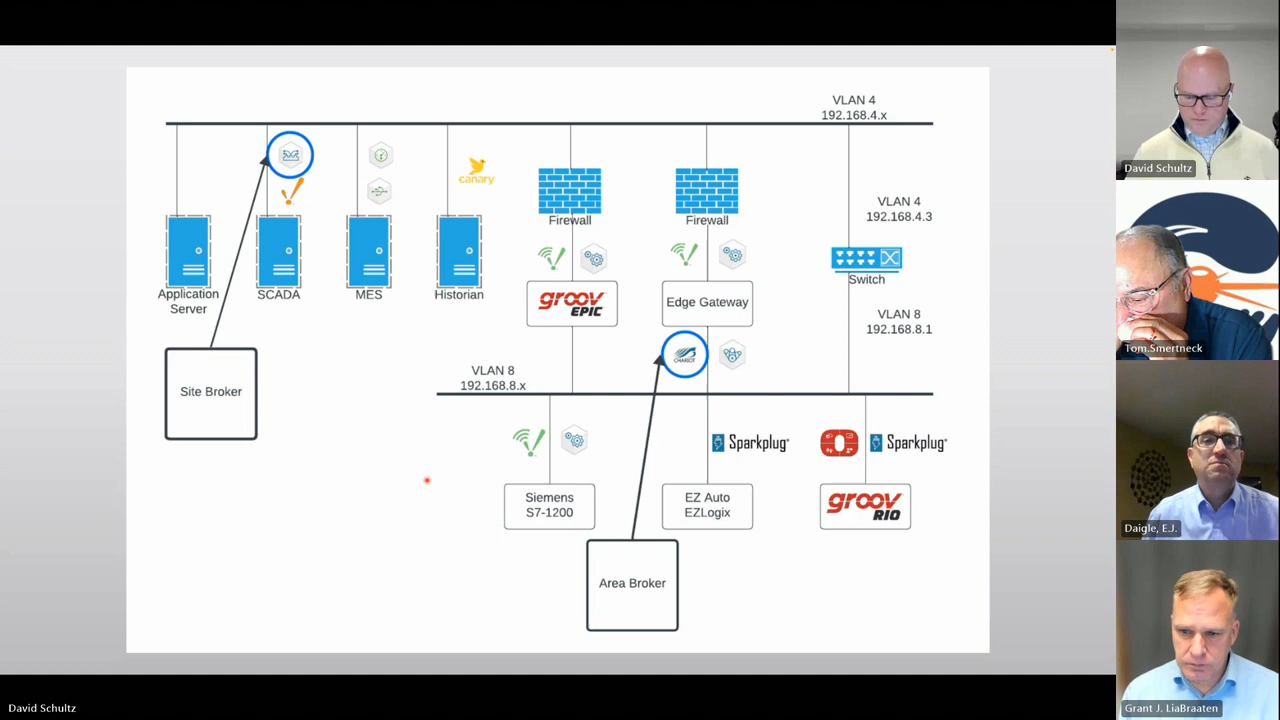 VLAN 4
192.168.4.x
canary
Firewall
Firewall
VLAN 4
192.168.4.3
Switch
Application
Server
SCADA
MES
Historian
groov
EPIC
Edge Gateway
VLAN 8
192.168.8.1
CHARIOT
VLAN 8
192.168.8.x
Site Broker
Sparkplug
Sparkplug
Siemens
S7-1200
EZ Auto
EZLogix
groov
RIO
Area Broker
David Schultz
David Schultz
Tom.Smertneck
Daigle, E.J.
Grant J. LiaBraaten